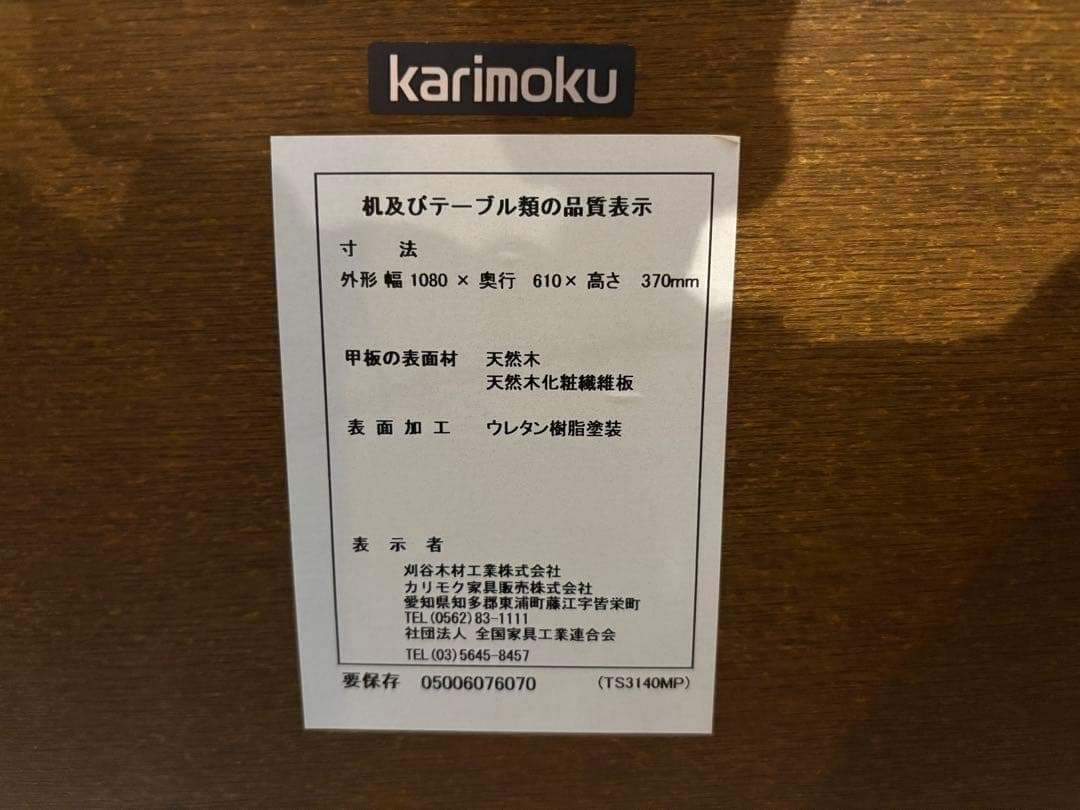 karimoku
机及びテーブル類の品質表示
寸 法
外形 幅 1080 × 奥行 610× 高さ 370mm
甲板の表面材 天然木
天然木化粧繊維板
表面加工 ウレタン樹脂塗装
表示者
刈谷木材工業株式会社
カリモク家具販売株式会社
愛知県知多郡東浦町藤江字皆栄町
TEL(0562)83-1111
社団法人 全国家具工業連合会
TEL(03)5645-8457
要保存 05006076070 (TS3140MP)